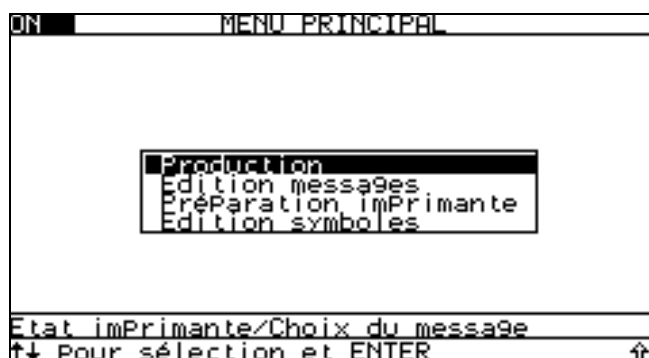 ON MENU PRINCIPAL
Production
Edition messages
Préparation imprimante
Edition symboles
Etat imprimante/Choix du message
↑↓ Pour sélection et ENTER ⇧